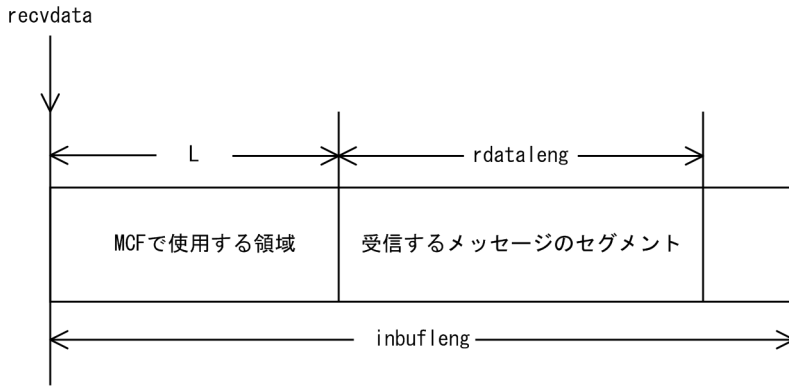 recvdata
L
rdataleng
MCFで使用する領域
受信するメッセージのセグメント
inbufleng